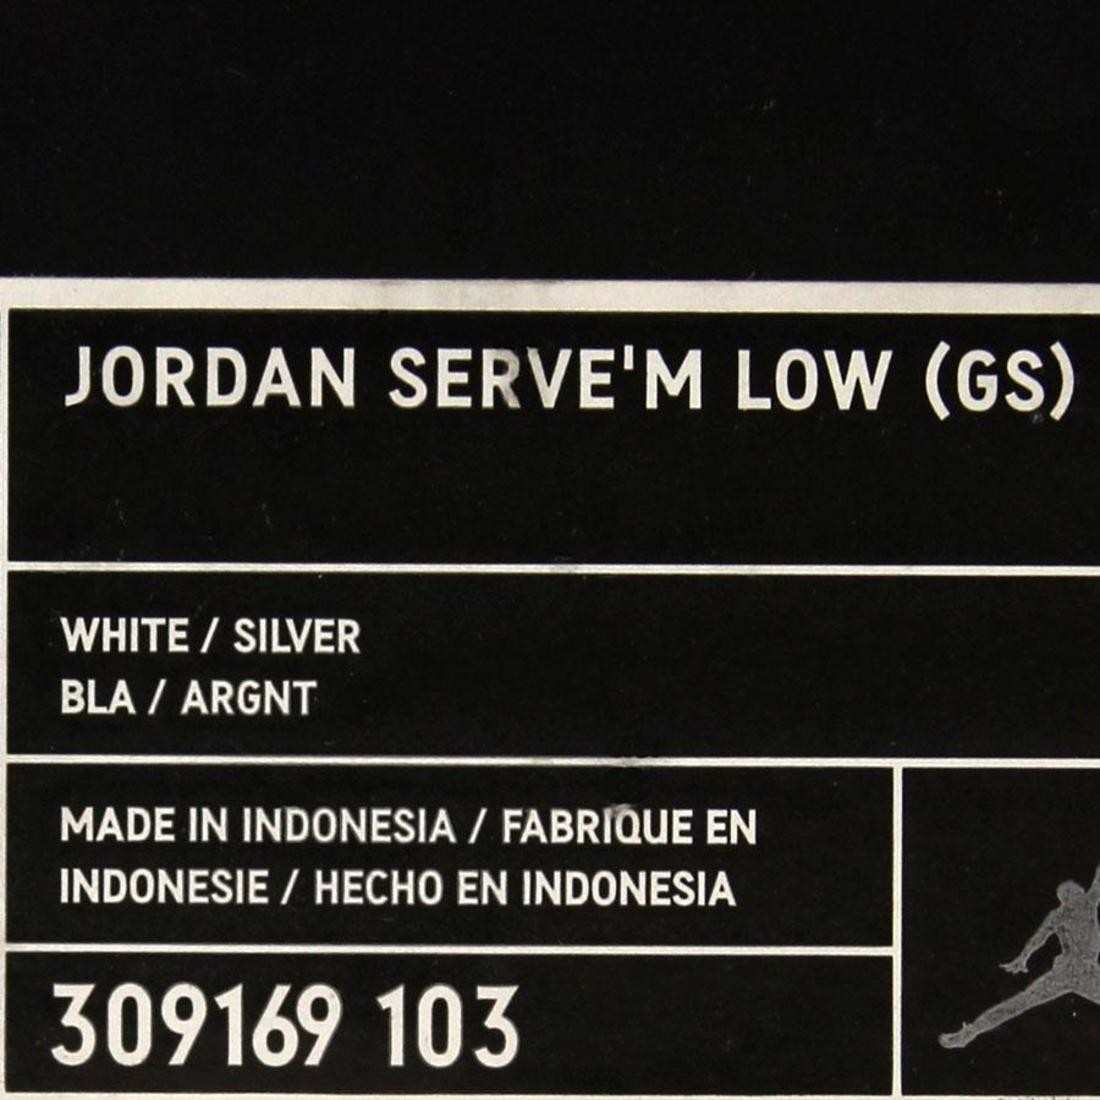 JORDAN SERVE'M LOW (GS)
WHITE / SILVER
BLA / ARGNT
MADE IN INDONESIA / FABRIQUE EN
INDONESIE / HECHO EN INDONESIA
309169 103